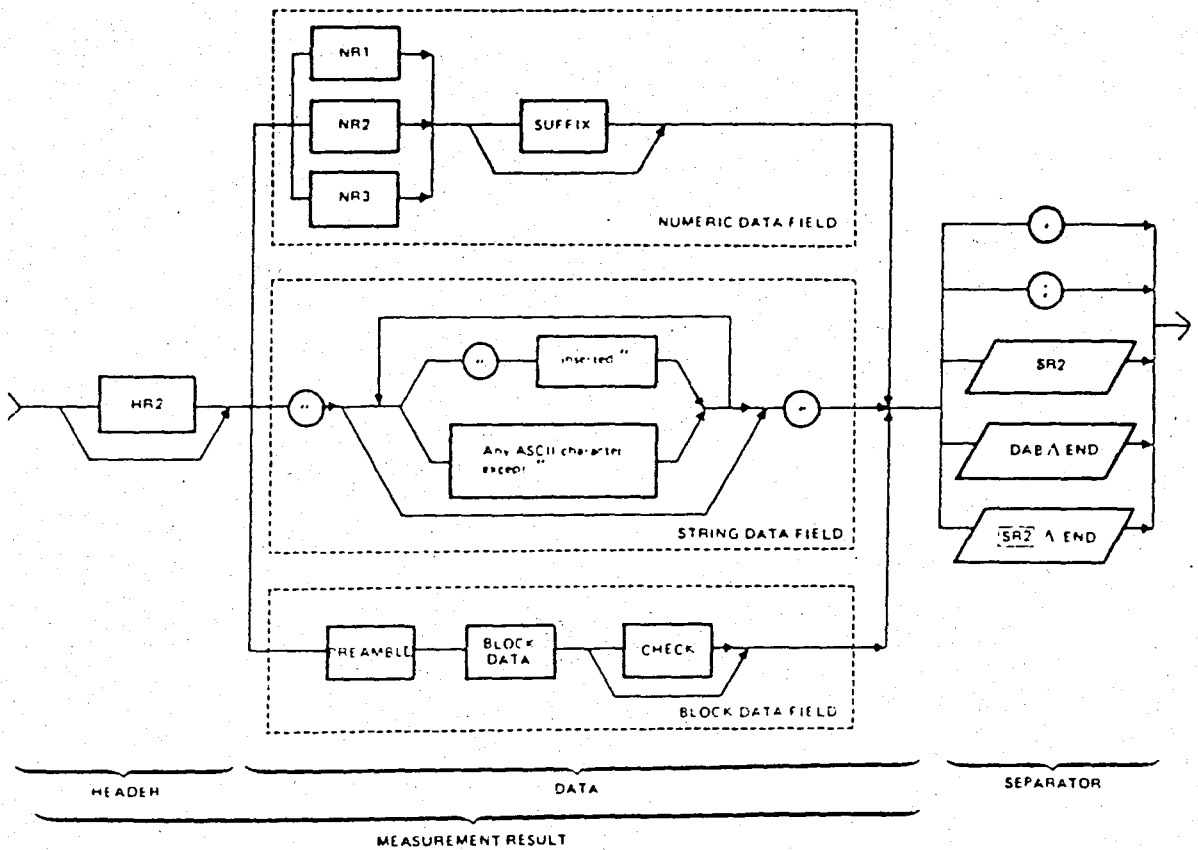 NR1
NR2
SUFFIX
NR3
NUMERIC DATA FIELD
,
;
SR2
DAB Λ END
SR2 Λ END
HR2
"
"
inserted "
Any ASCII character
except "
"
STRING DATA FIELD
PREAMBLE
BLOCK
DATA
CHECK
BLOCK DATA FIELD
HEADER
DATA
SEPARATOR
MEASUREMENT RESULT